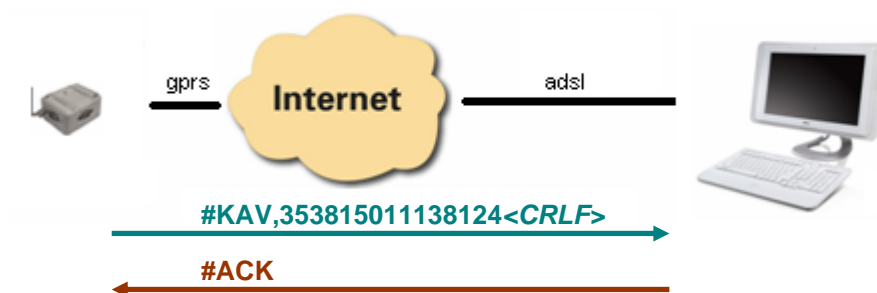 gprs
Internet
adsl
#KAV,353815011138124<CRLF>
#ACK